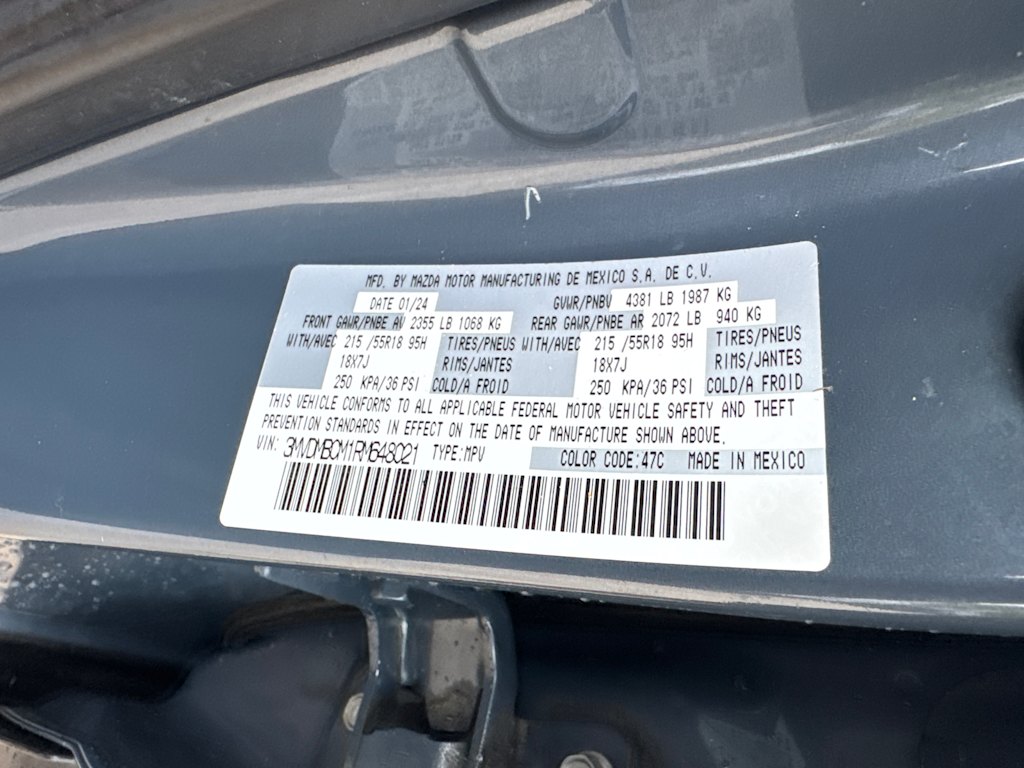 MFD. BY MAZDA MOTOR MANUFACTURING DE MEXICO S.A. DE C.V.
DATE 01/24 GVWR/PNBV 4381 LB 1987 KG
FRONT GAWR/PNBE AV 2355 LB 1068 KG REAR GAWR/PNBE AR 2072 LB 940 KG
WITH/AVEC 215 /55R18 95H TIRES/PNEUS WITH/AVEC 215 /55R18 95H TIRES/PNEUS
18X7J RIMS/JANTES 18X7J RIMS/JANTES
250 KPA/36 PSI COLD/A FROID 250 KPA/36 PSI COLD/A FROID
THIS VEHICLE CONFORMS TO ALL APPLICABLE FEDERAL MOTOR VEHICLE SAFETY AND THEFT
PREVENTION STANDARDS IN EFFECT ON THE DATE OF MANUFACTURE SHOWN ABOVE.
VIN: 3MVDMBCM1RM648021 TYPE:MPV COLOR CODE:47C MADE IN MEXICO